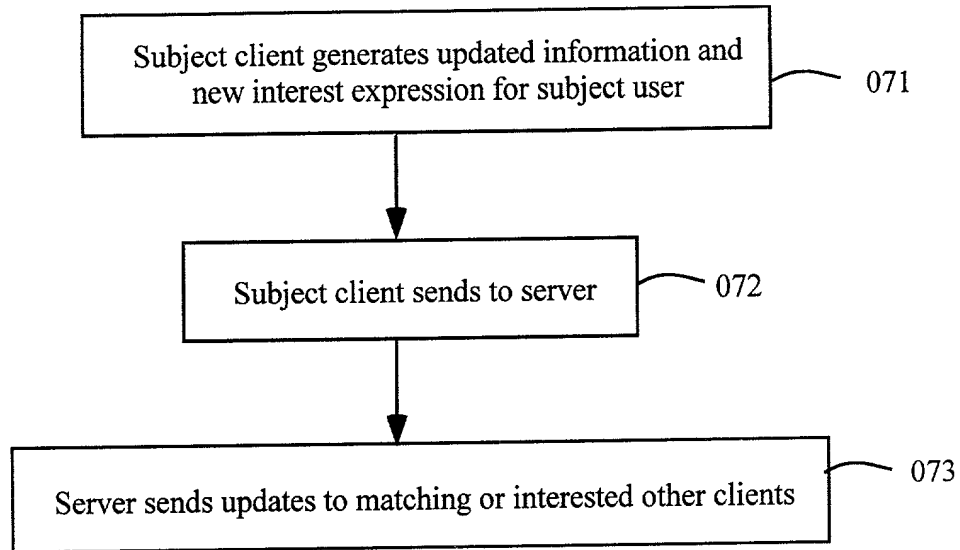 Subject client generates updated information and
new interest expression for subject user
071
Subject client sends to server
072
Server sends updates to matching or interested other clients
073